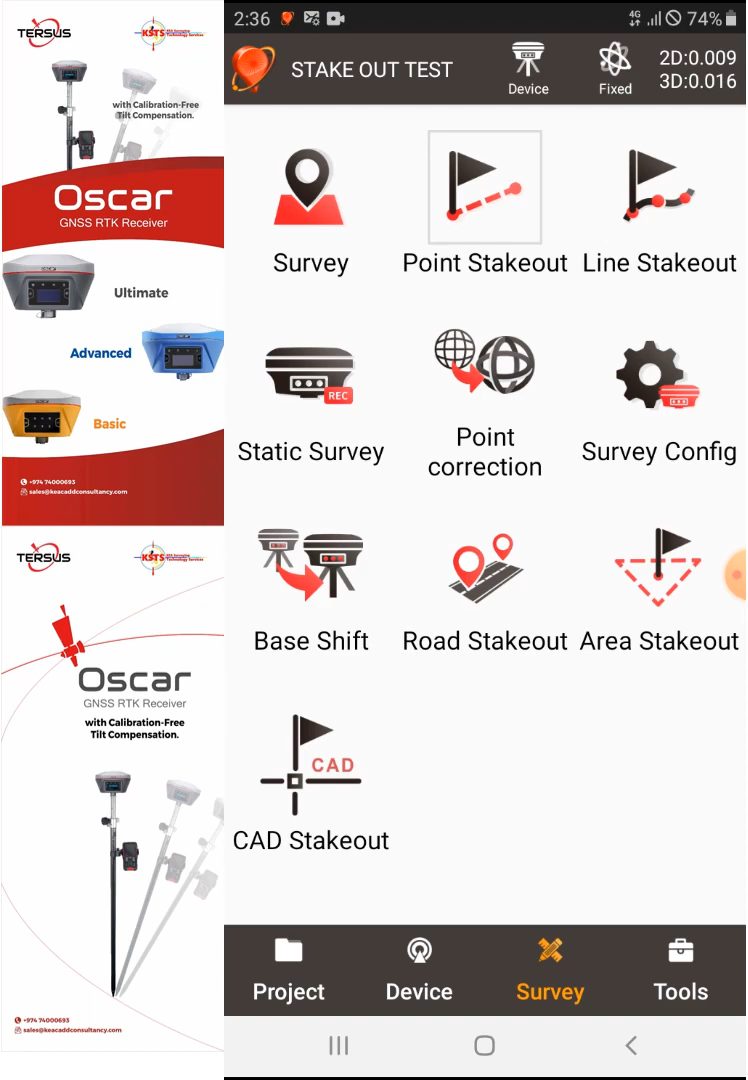 TERSUS
KSTS
with Calibration-Free
Tilt Compensation.
Oscar
GNSS RTK Receiver
Ultimate
Advanced
Basic
+974 74000693
sales@keacaddconsultancy.com
TERSUS
KSTS
Oscar
GNSS RTK Receiver
with Calibration-Free
Tilt Compensation.
+974 74000693
sales@keacaddconsultancy.com
2:36
4G
74%
STAKE OUT TEST
Device
Fixed
2D:0.009
3D:0.016
Survey
Point Stakeout
Line Stakeout
REC
Static Survey
Point
correction
Survey Config
Base Shift
Road Stakeout
Area Stakeout
CAD
CAD Stakeout
Project
Device
Survey
Tools